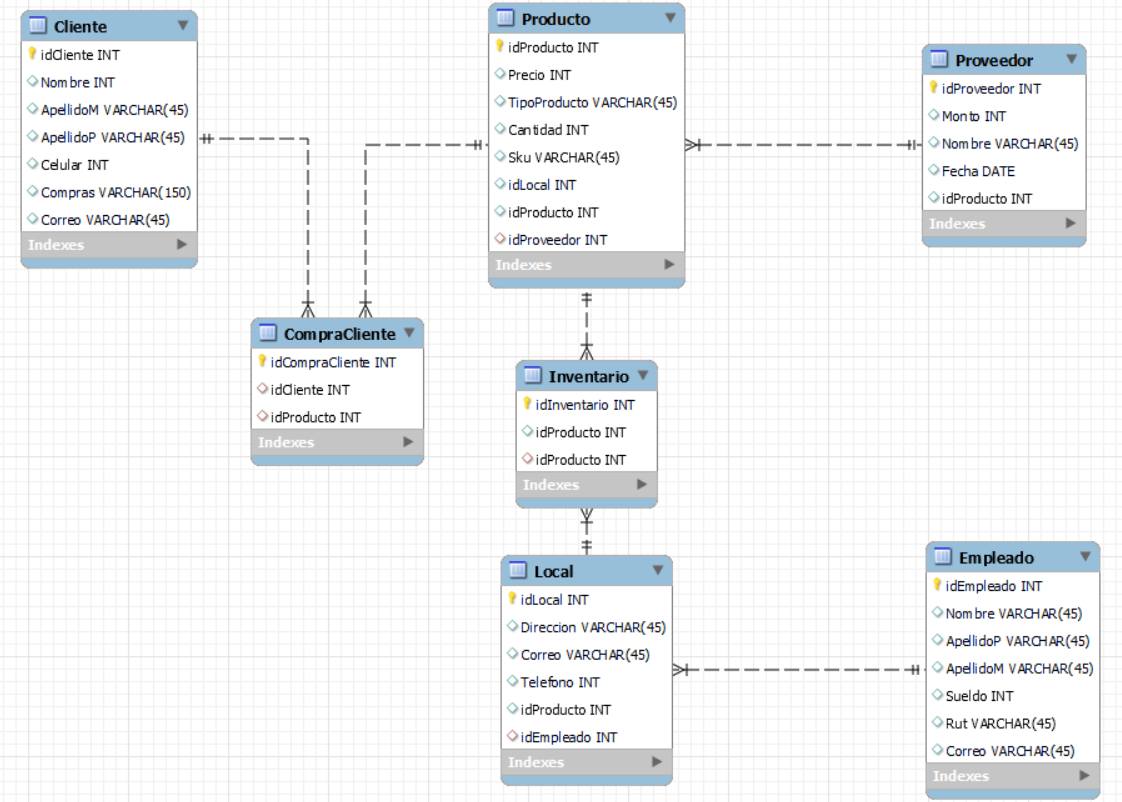 Cliente
idCliente INT
Nombre INT
ApellidoM VARCHAR(45)
ApellidoP VARCHAR(45)
Celular INT
Compras VARCHAR(150)
Correo VARCHAR(45)
Indexes
Producto
idProducto INT
Precio INT
TipoProducto VARCHAR(45)
Cantidad INT
Sku VARCHAR(45)
idLocal INT
idProducto INT
idProveedor INT
Indexes
Proveedor
idProveedor INT
Monto INT
Nombre VARCHAR(45)
Fecha DATE
idProducto INT
Indexes
CompraCliente
idCompraCliente INT
idCliente INT
idProducto INT
Indexes
Inventario
idInventario INT
idProducto INT
idProducto INT
Indexes
Local
idLocal INT
Direccion VARCHAR(45)
Correo VARCHAR(45)
Telefono INT
idProducto INT
idEmpleado INT
Indexes
Empleado
idEmpleado INT
Nombre VARCHAR(45)
ApellidoP VARCHAR(45)
ApellidoM VARCHAR(45)
Sueldo INT
Rut VARCHAR(45)
Correo VARCHAR(45)
Indexes